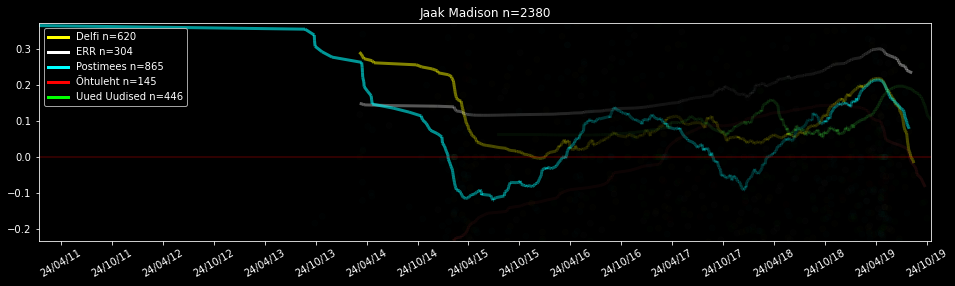 Jaak Madison n=2380
Delfi n=620
ERR n=304
Postimees n=865
Õhtuleht n=145
Uued Uudised n=446
0.3
0.2
0.1
0.0
−0.1
−0.2
24/04/11 24/10/11 24/04/12 24/10/12 24/04/13 24/10/13 24/04/14 24/10/14 24/04/15 24/10/15 24/04/16 24/10/16 24/04/17 24/10/17 24/04/18 24/10/18 24/04/19 24/10/19